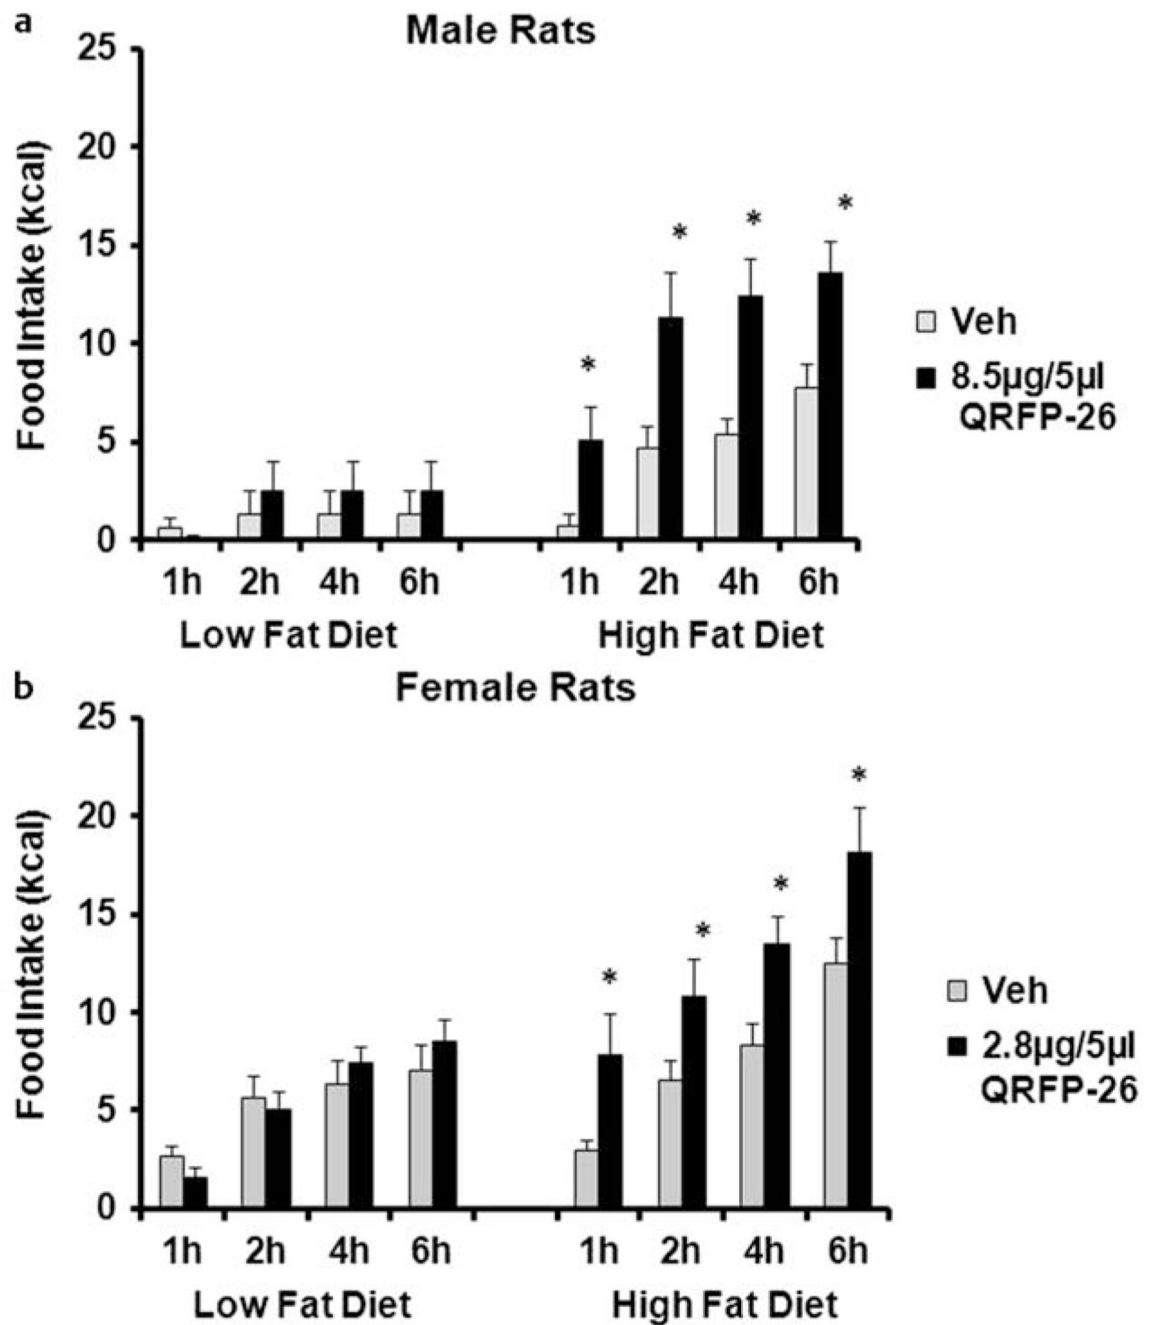 a
Male Rats
25
20
15
10
5
0
Food Intake (kcal)
*
*
*
*
Veh
8.5µg/5µl
QRFP-26
1h 2h 4h 6h 1h 2h 4h 6h
Low Fat Diet High Fat Diet
b
Female Rats
25
20
15
10
5
0
Food Intake (kcal)
*
*
*
*
Veh
2.8µg/5µl
QRFP-26
1h 2h 4h 6h 1h 2h 4h 6h
Low Fat Diet High Fat Diet